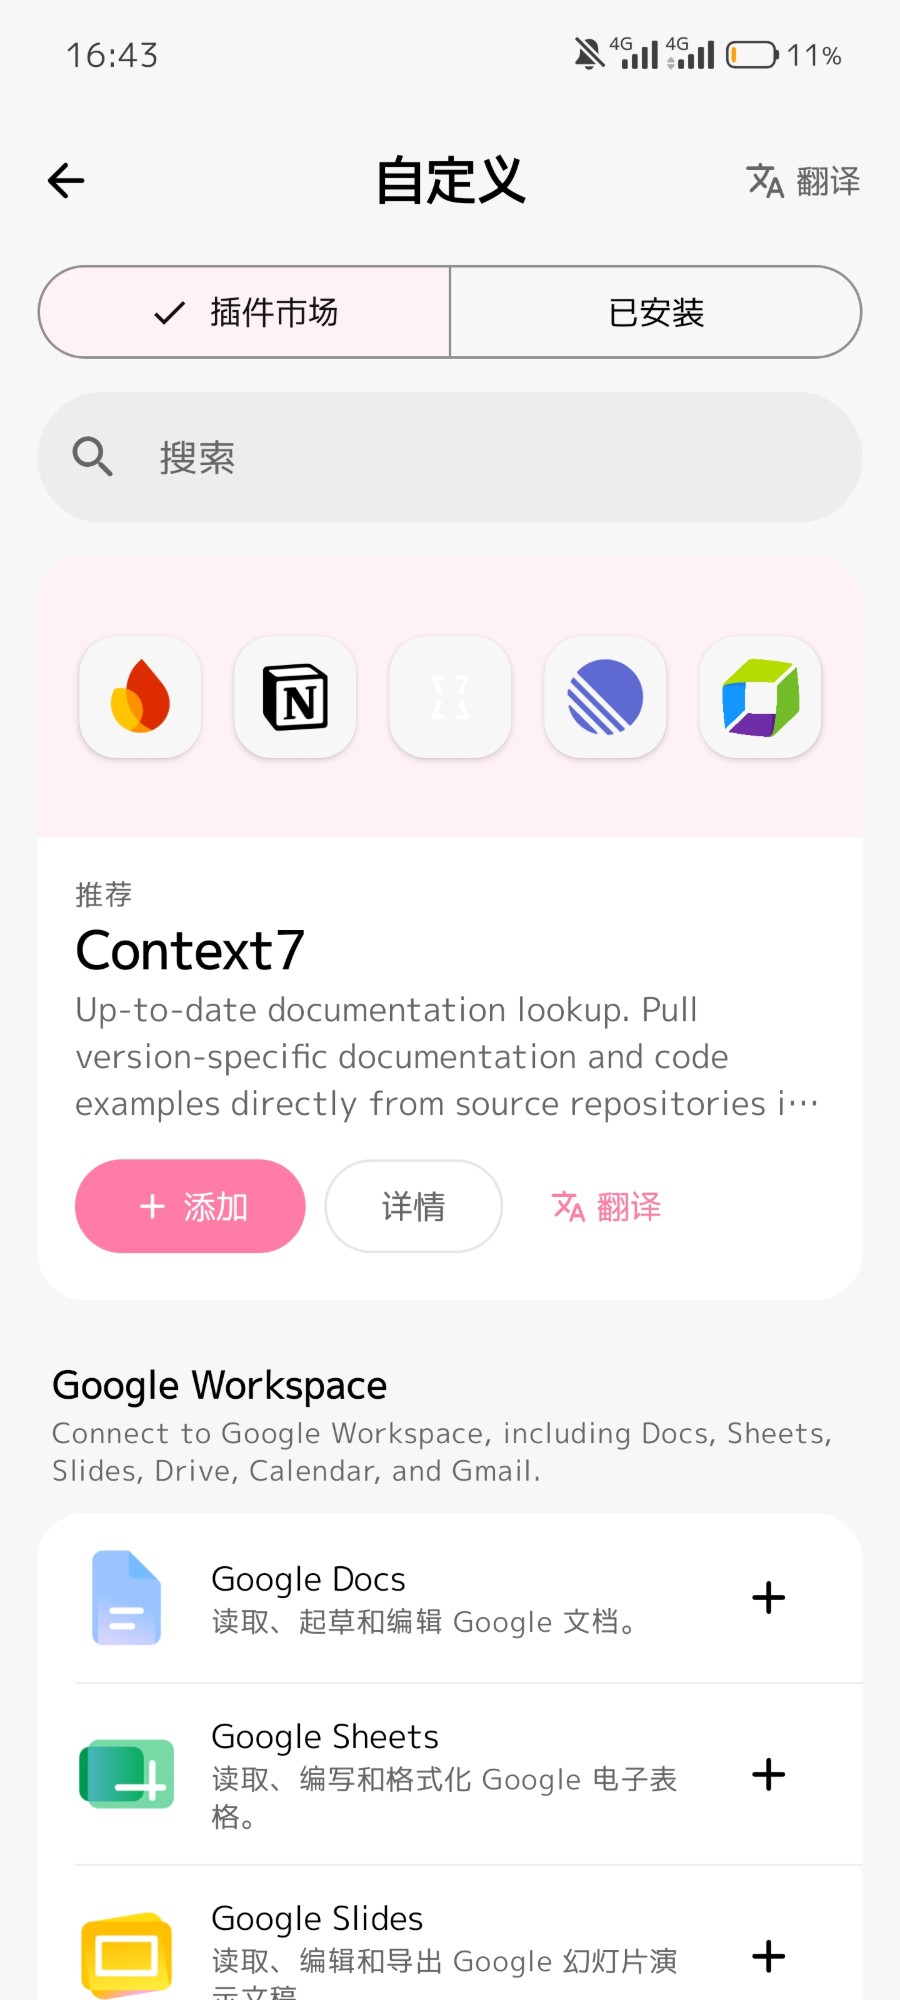 16:43
4G 4G 11%
自定义
翻译
插件市场
已安装
搜索
N
推荐
Context7
Up-to-date documentation lookup. Pull
version-specific documentation and code
examples directly from source repositories i…
+ 添加
详情
翻译
Google Workspace
Connect to Google Workspace, including Docs, Sheets,
Slides, Drive, Calendar, and Gmail.
Google Docs
读取、起草和编辑 Google 文档。
Google Sheets
读取、编写和格式化 Google 电子表
格。
Google Slides
读取、编辑和导出 Google 幻灯片演
示文稿